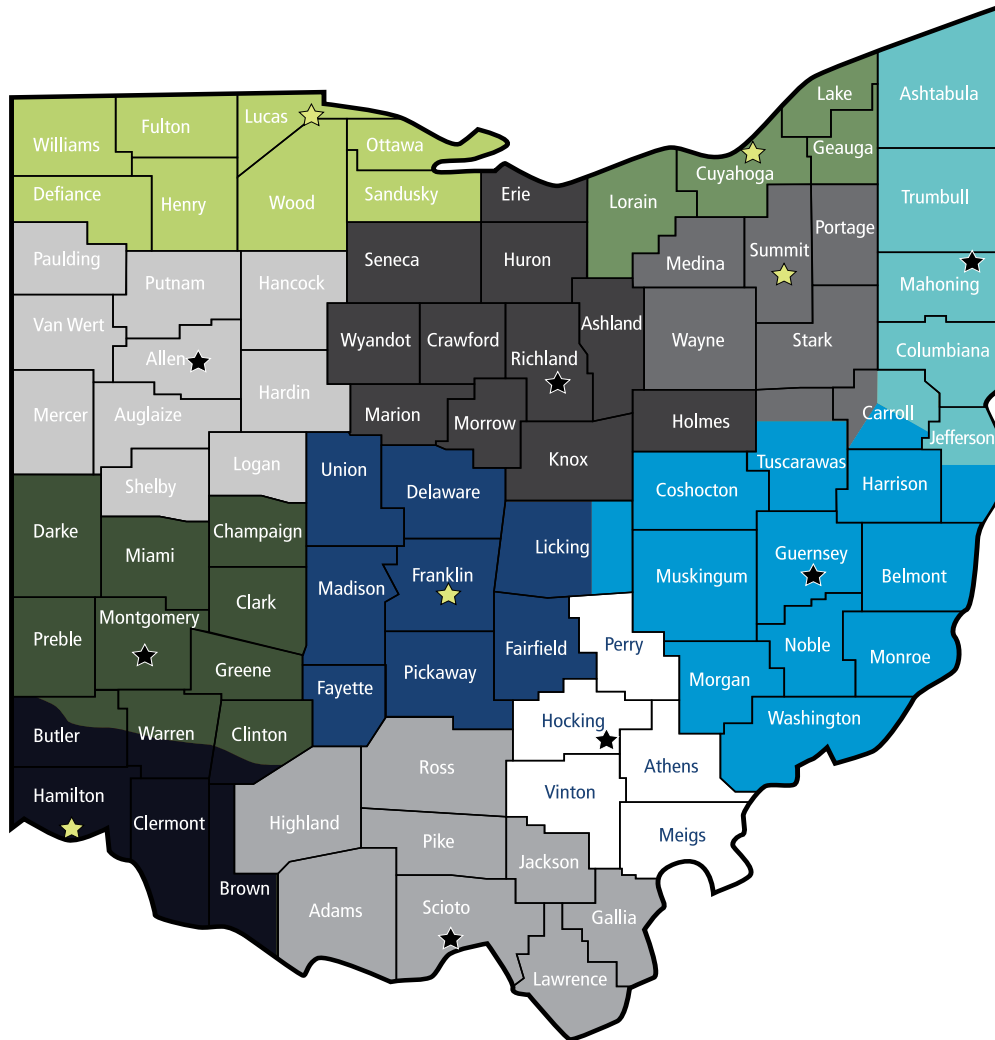 Lake
Ashtabula
Lucas
Fulton
Williams
Ottawa
Geauga
Cuyahoga
Trumbull
Defiance
Henry
Wood
Sandusky
Erie
Lorain
Portage
Paulding
Putnam
Hancock
Seneca
Huron
Medina
Summit
Mahoning
Van Wert
Allen
Wyandot
Crawford
Richland
Ashland
Wayne
Stark
Columbiana
Mercer
Auglaize
Hardin
Marion
Morrow
Holmes
Carroll
Jefferson
Logan
Union
Knox
Tuscarawas
Shelby
Delaware
Coshocton
Harrison
Darke
Champaign
Miami
Licking
Guernsey
Franklin
Madison
Muskingum
Belmont
Clark
Montgomery
Preble
Fairfield
Perry
Noble
Monroe
Greene
Fayette
Pickaway
Morgan
Hocking
Washington
Butler
Warren
Clinton
Ross
Athens
Hamilton
Vinton
Clermont
Highland
Pike
Meigs
Jackson
Brown
Adams
Scioto
Gallia
Lawrence